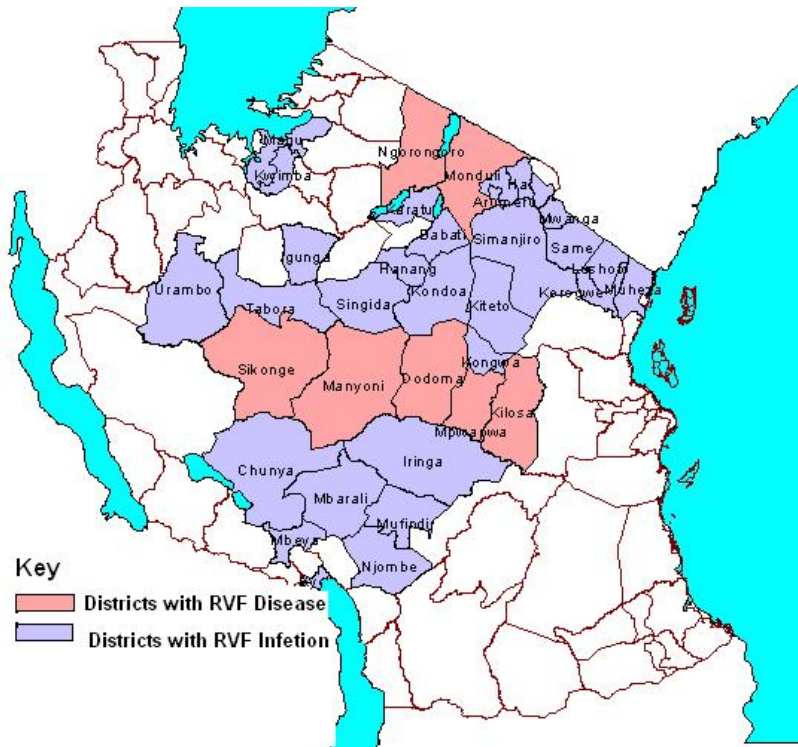 Magu
Kwimba
Ngorongoro
Monduli
Hai
Arumeru
Karatu
Mwanga
Babati
Simanjiro
Same
Igunga
Lushoto
Hanang
Urambo
Muheza
Kondoa
Korogwe
Tabora
Singida
Kiteto
Kongwa
Sikonge
Dodoma
Manyoni
Kilosa
Mpwapwa
Iringa
Chunya
Mbarali
Mufindi
Mbeya
Njombe
Key
Districts with RVF Disease
Districts with RVF Infetion